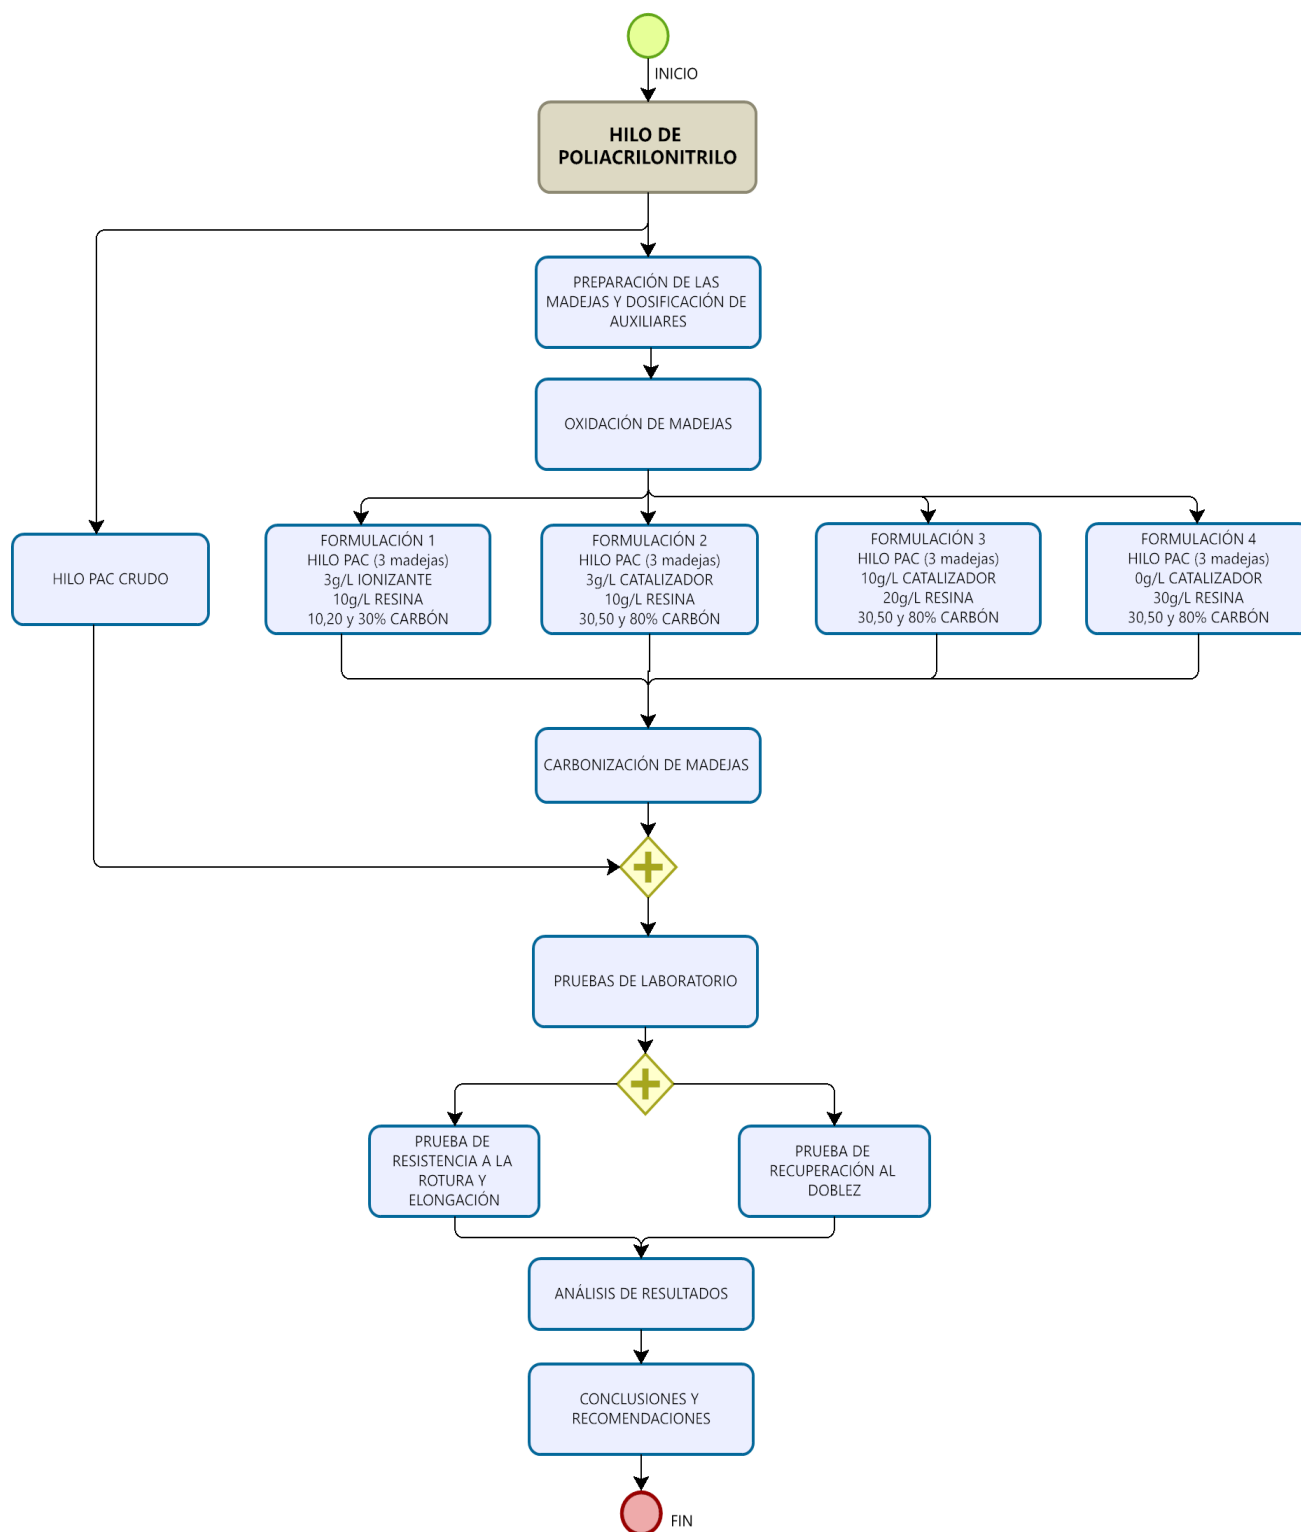 INICIO
HILO DE
POLIACRILONITRILO
PREPARACIÓN DE LAS
MADEJAS Y DOSIFICACIÓN DE
AUXILIARES
OXIDACIÓN DE MADEJAS
HILO PAC CRUDO
FORMULACIÓN 1
HILO PAC (3 madejas)
3g/L IONIZANTE
10g/L RESINA
10,20 y 30% CARBÓN
FORMULACIÓN 2
HILO PAC (3 madejas)
3g/L CATALIZADOR
10g/L RESINA
30,50 y 80% CARBÓN
FORMULACIÓN 3
HILO PAC (3 madejas)
10g/L CATALIZADOR
20g/L RESINA
30,50 y 80% CARBÓN
FORMULACIÓN 4
HILO PAC (3 madejas)
0g/L CATALIZADOR
30g/L RESINA
30,50 y 80% CARBÓN
CARBONIZACIÓN DE MADEJAS
PRUEBAS DE LABORATORIO
PRUEBA DE
RESISTENCIA A LA
ROTURA Y
ELONGACIÓN
PRUEBA DE
RECUPERACIÓN AL
DOBLEZ
ANÁLISIS DE RESULTADOS
CONCLUSIONES Y
RECOMENDACIONES
FIN